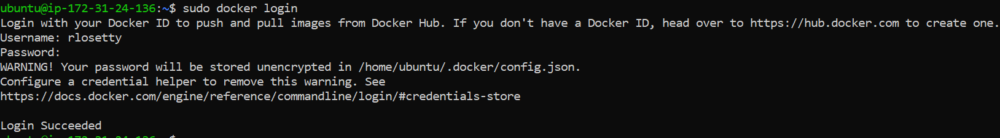 ubuntu@ip-172-31-24-136:~$ sudo docker login
Login with your Docker ID to push and pull images from Docker Hub. If you don't have a Docker ID, head over to https://hub.docker.com to create one.
Username: rlosetty
Password:
WARNING! Your password will be stored unencrypted in /home/ubuntu/.docker/config.json.
Configure a credential helper to remove this warning. See
https://docs.docker.com/engine/reference/commandline/login/#credentials-store
Login Succeeded